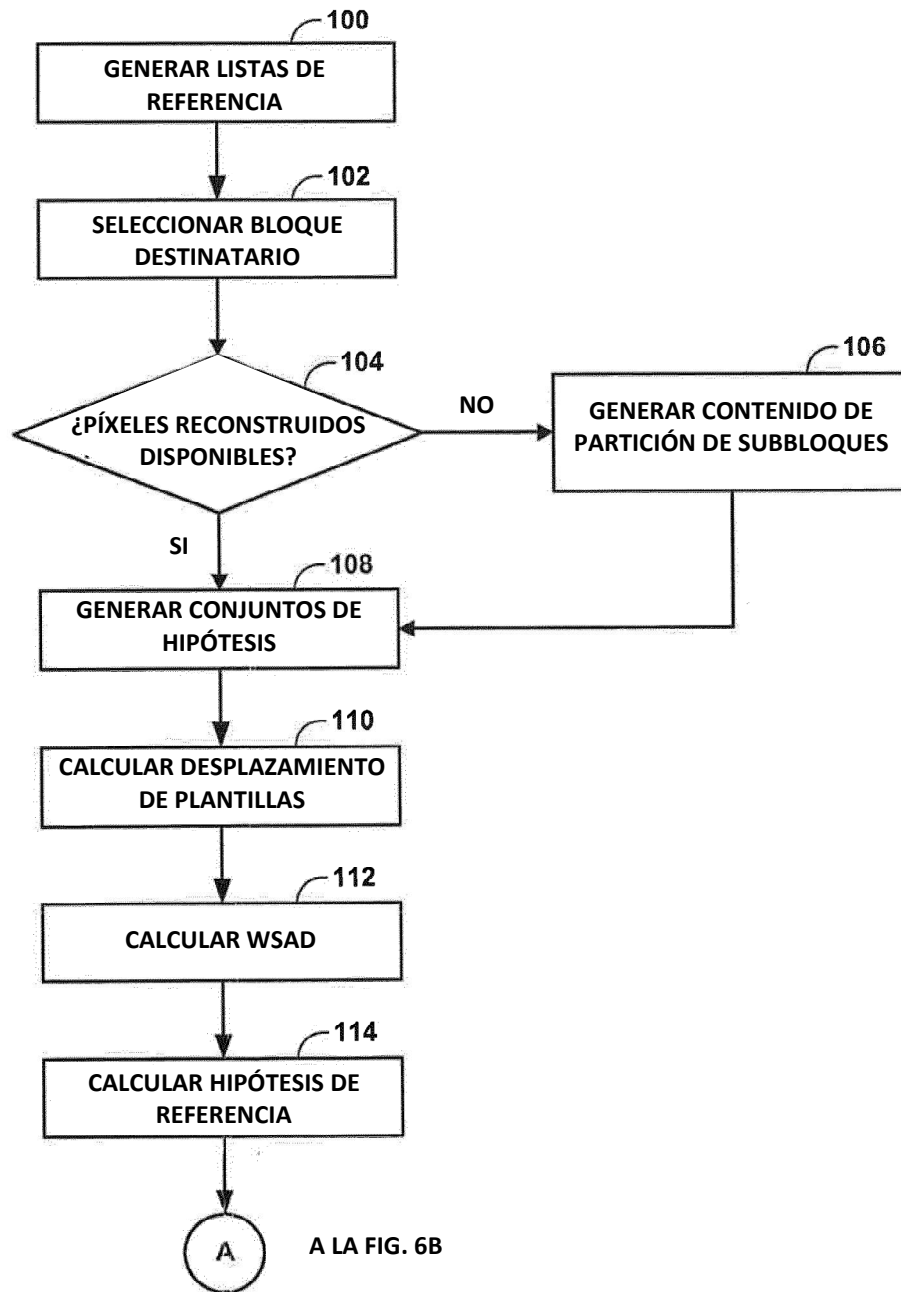 100
GENERAR LISTAS DE
REFERENCIA
102
SELECCIONAR BLOQUE
DESTINATARIO
104
¿PÍXELES RECONSTRUIDOS
DISPONIBLES?
NO
106
GENERAR CONTENIDO DE
PARTICIÓN DE SUBBLOQUES
SI
108
GENERAR CONJUNTOS DE
HIPÓTESIS
110
CALCULAR DESPLAZAMIENTO
DE PLANTILLAS
112
CALCULAR WSAD
114
CALCULAR HIPÓTESIS DE
REFERENCIA
A
A LA FIG. 6B